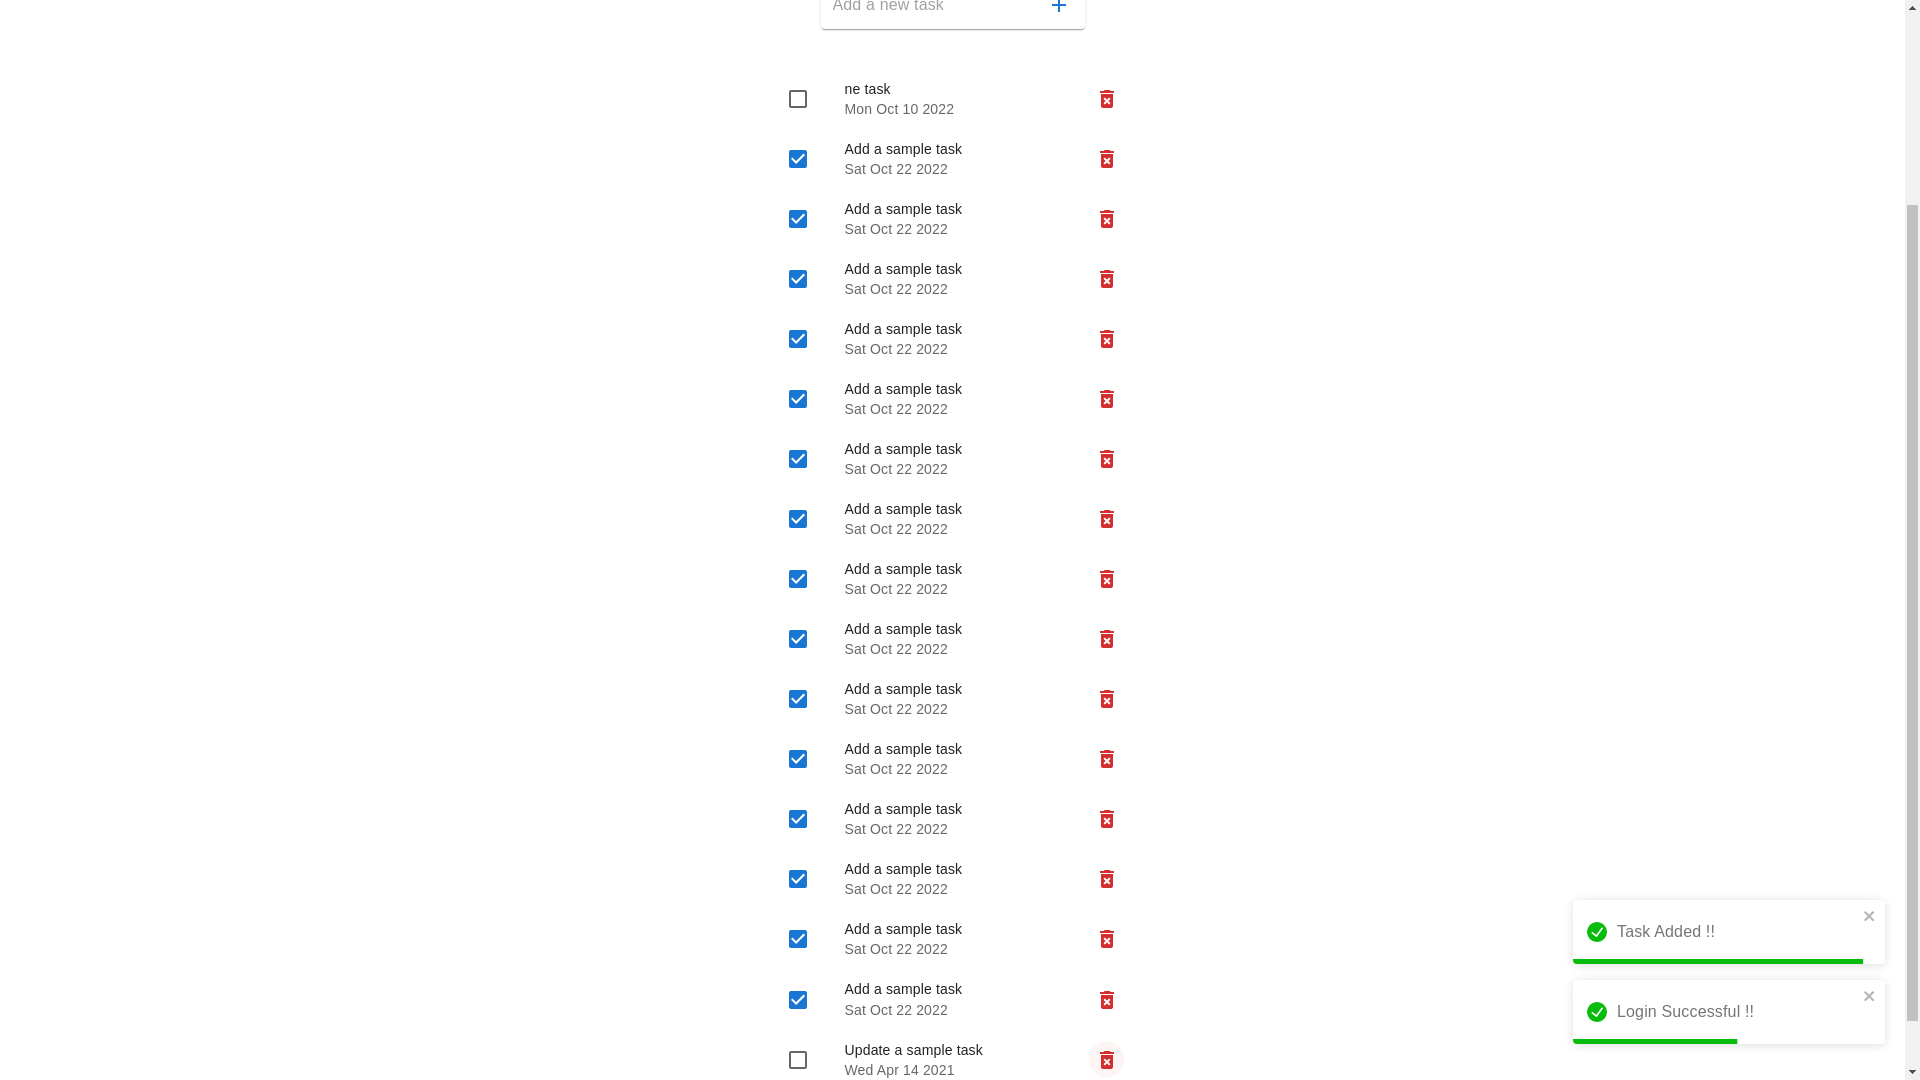 Add a new task
ne task
Mon Oct 10 2022
Add a sample task
Sat Oct 22 2022
Add a sample task
Sat Oct 22 2022
Add a sample task
Sat Oct 22 2022
Add a sample task
Sat Oct 22 2022
Add a sample task
Sat Oct 22 2022
Add a sample task
Sat Oct 22 2022
Add a sample task
Sat Oct 22 2022
Add a sample task
Sat Oct 22 2022
Add a sample task
Sat Oct 22 2022
Add a sample task
Sat Oct 22 2022
Add a sample task
Sat Oct 22 2022
Add a sample task
Sat Oct 22 2022
Add a sample task
Sat Oct 22 2022
Add a sample task
Sat Oct 22 2022
Add a sample task
Sat Oct 22 2022
Update a sample task
Wed Apr 14 2021
Task Added !!
Login Successful !!